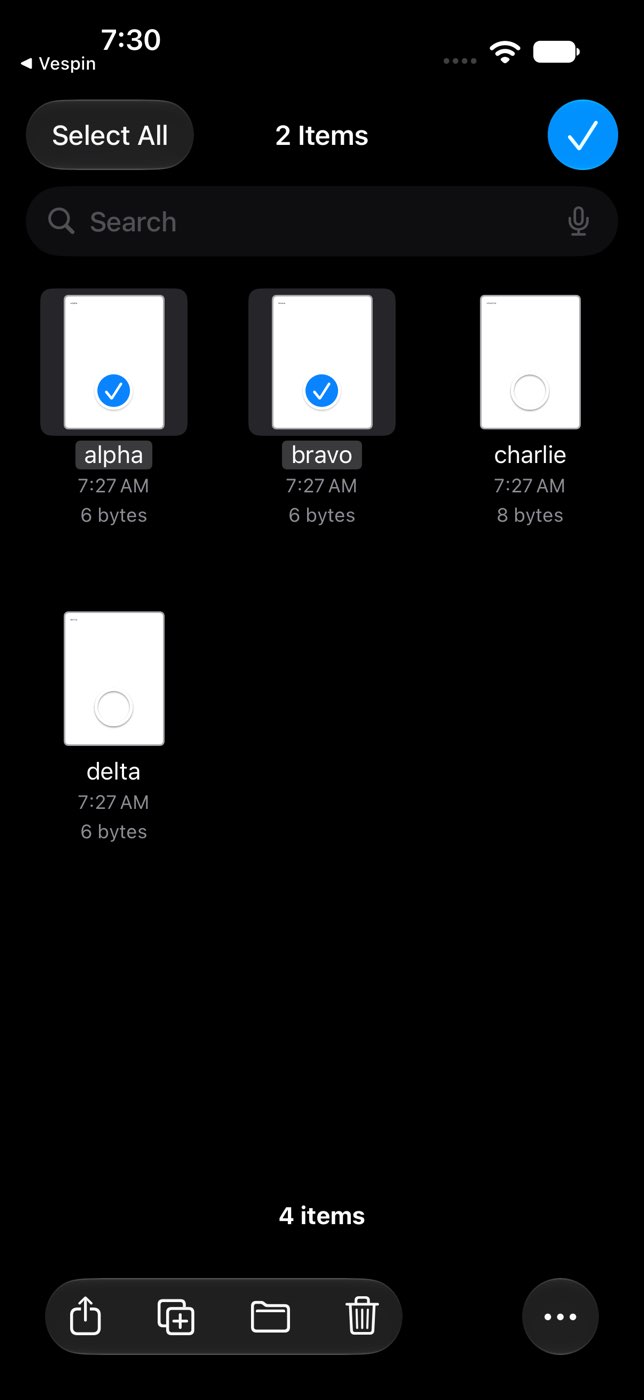 7:30
Vespin
Select All
2 Items
Search
alpha
bravo
charlie
7:27 AM
7:27 AM
7:27 AM
6 bytes
6 bytes
8 bytes
delta
7:27 AM
6 bytes
4 items